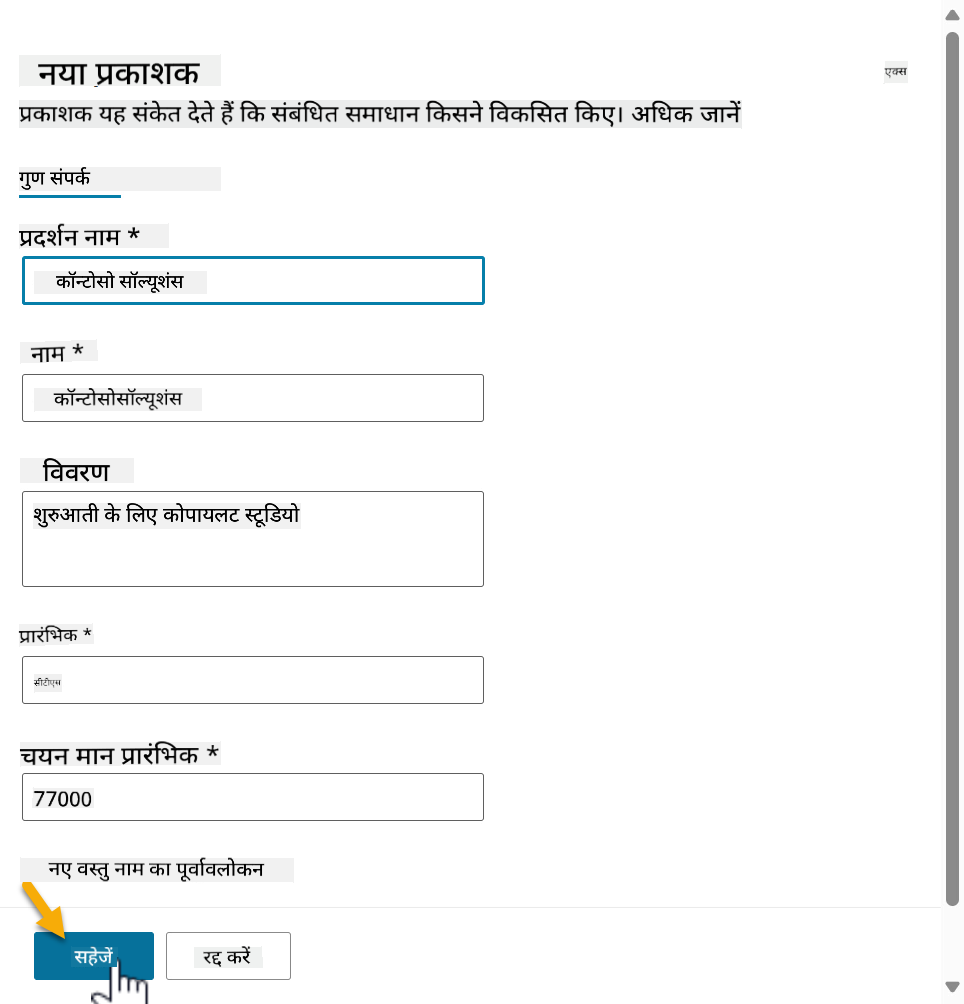 नया प्रकाशक
एक्स
प्रकाशक यह संकेत देते हैं कि संबंधित समाधान किसने विकसित किए। अधिक जानें
गुण संपर्क
प्रदर्शन नाम *
कॉन्टोसो सॉल्यूशंस
नाम *
कॉन्टोसोसॉल्यूशंस
विवरण
शुरुआती के लिए कोपायलट स्टूडियो
प्रारंभिक *
सीटीएस
चयन मान प्रारंभिक *
77000
नए वस्तु नाम का पूर्वावलोकन
सहेजें रद्द करें